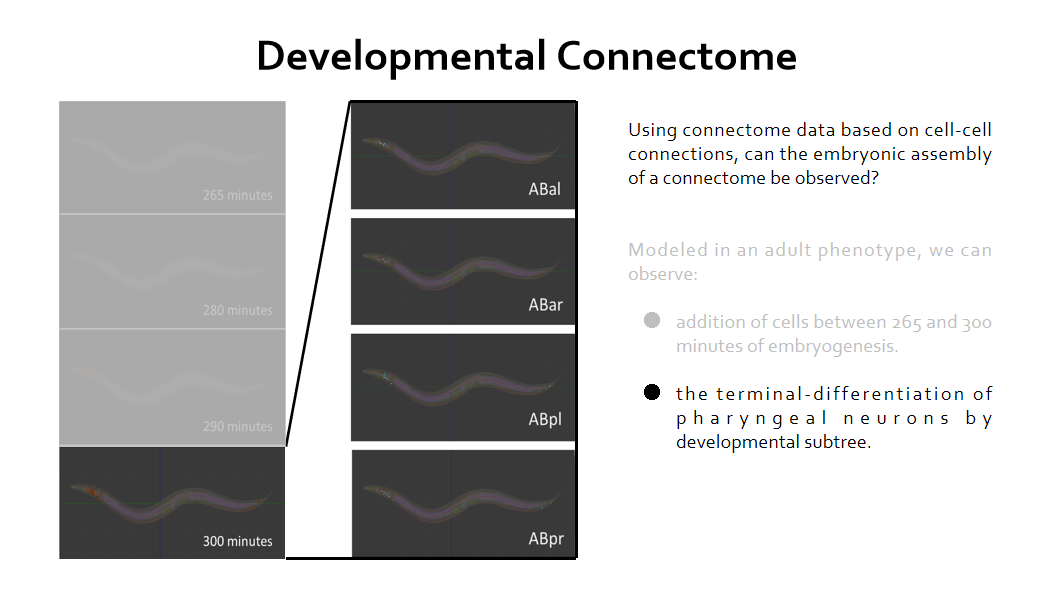 Developmental Connectome
265 minutes
280 minutes
290 minutes
300 minutes
ABal
ABar
ABpl
ABpr
Using connectome data based on cell-cell
connections, can the embryonic assembly
of a connectome be observed?
Modeled in an adult phenotype, we can
observe:
addition of cells between 265 and 300
minutes of embryogenesis.
the terminal-differentiation of
pharyngeal neurons by
developmental subtree.